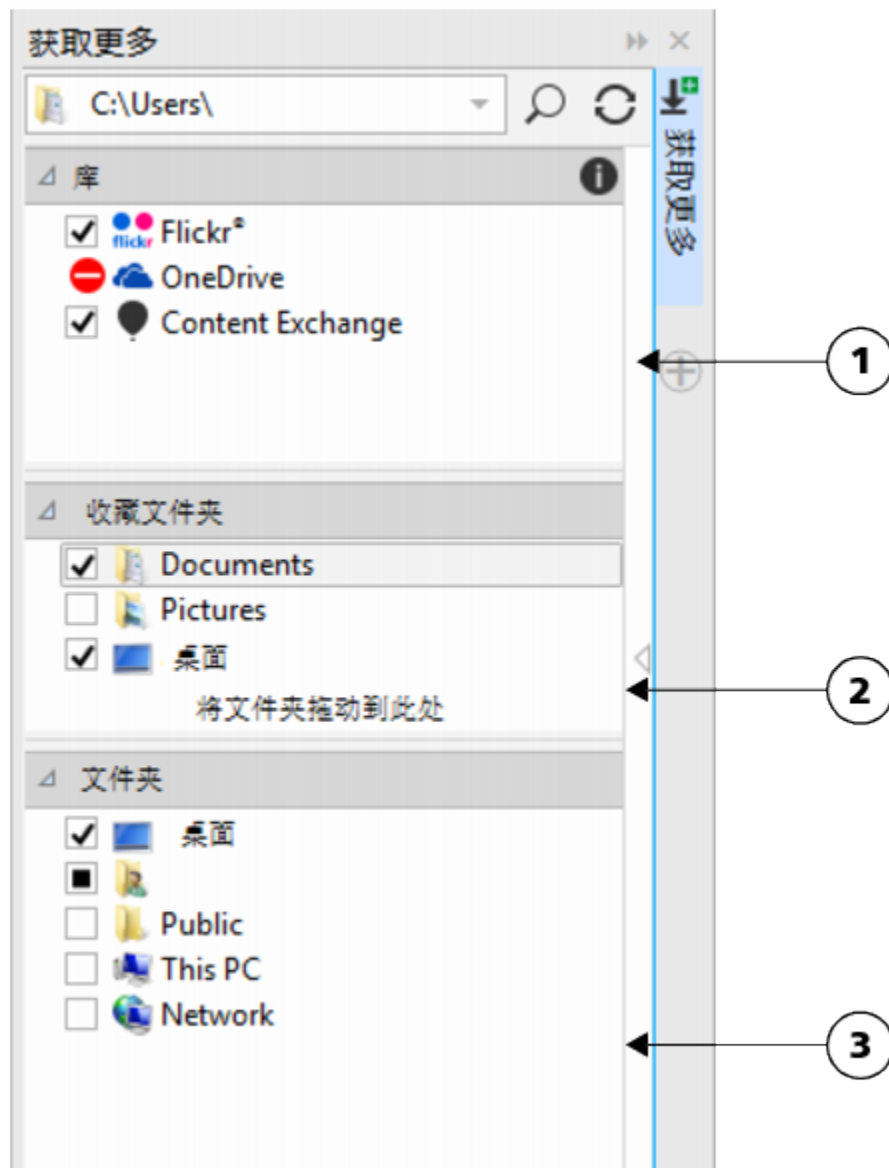 获取更多
C:\Users\
获取更多
库
flickr Flickr®
OneDrive
Content Exchange
1
收藏文件夹
Documents
Pictures
桌面
将文件夹拖动到此处
2
文件夹
桌面
Public
This PC
Network
3